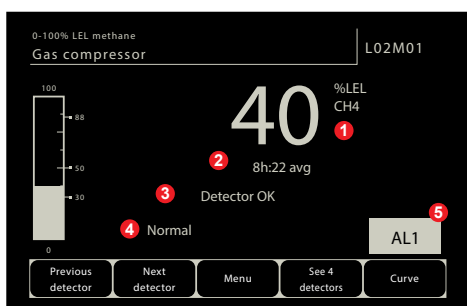 0-100% LEL methane
Gas compressor
L02M01
100
88
50
30
0
40
%LEL
CH4
1
2
8h:22 avg
3
Detector OK
4
Normal
5
AL1
Previous
detector
Next
detector
Menu
See 4
detectors
Curve